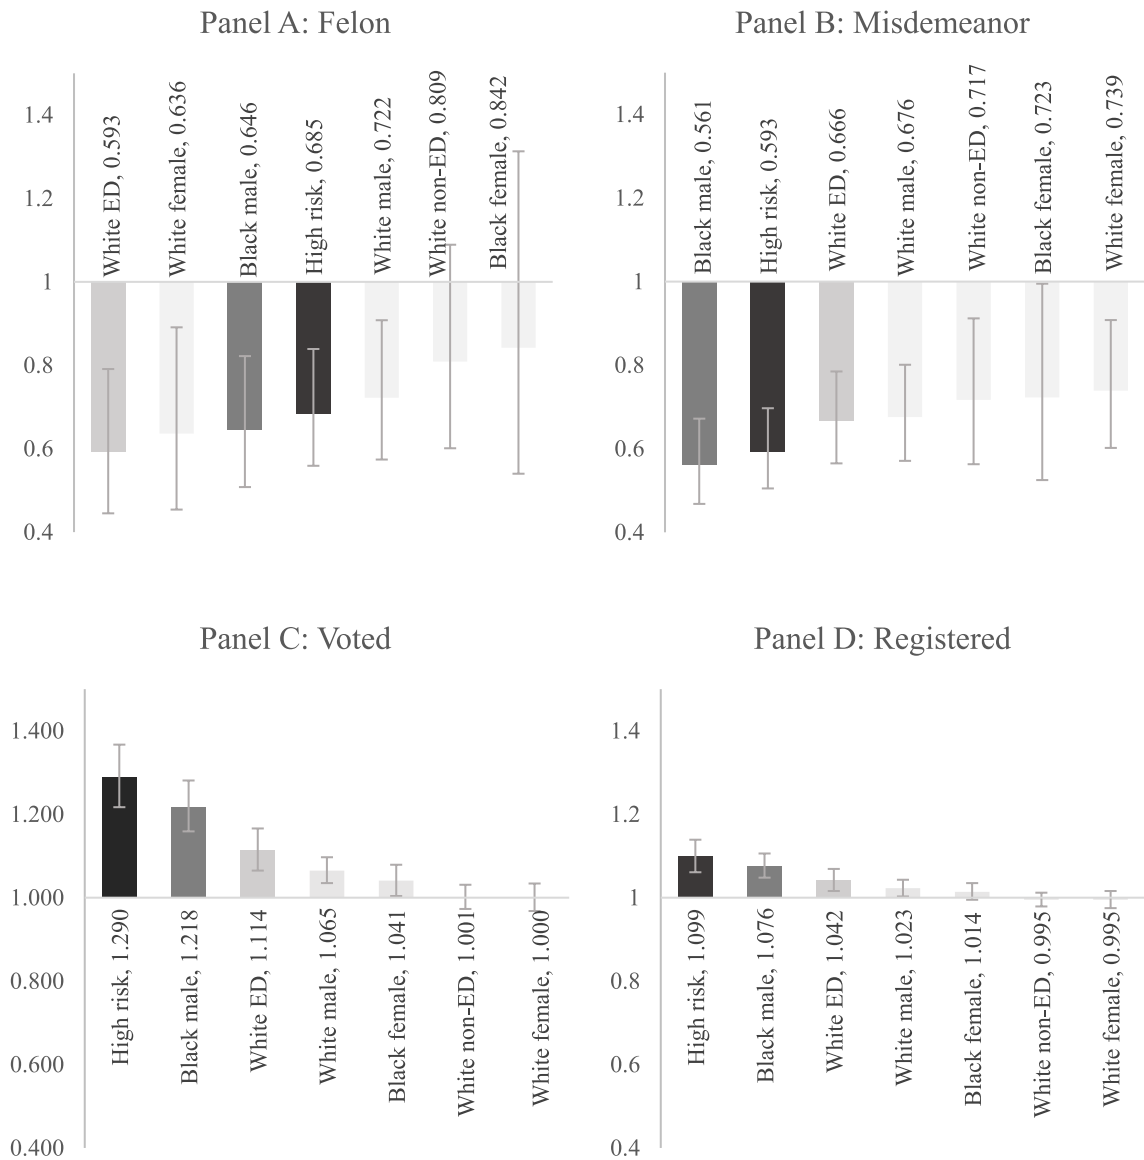 Panel A: Felon
1.4
1.2
1
0.8
0.6
0.4
White ED, 0.593
White female, 0.636
Black male, 0.646
High risk, 0.685
White male, 0.722
White non-ED, 0.809
Black female, 0.842
Panel B: Misdemeanor
1.4
1.2
1
0.8
0.6
0.4
Black male, 0.561
High risk, 0.593
White ED, 0.666
White male, 0.676
White non-ED, 0.717
Black female, 0.723
White female, 0.739
Panel C: Voted
1.400
1.200
1.000
0.800
0.600
0.400
High risk, 1.290
Black male, 1.218
White ED, 1.114
White male, 1.065
Black female, 1.041
White non-ED, 1.001
White female, 1.000
Panel D: Registered
1.4
1.2
1
0.8
0.6
0.4
High risk, 1.099
Black male, 1.076
White ED, 1.042
White male, 1.023
Black female, 1.014
White non-ED, 0.995
White female, 0.995